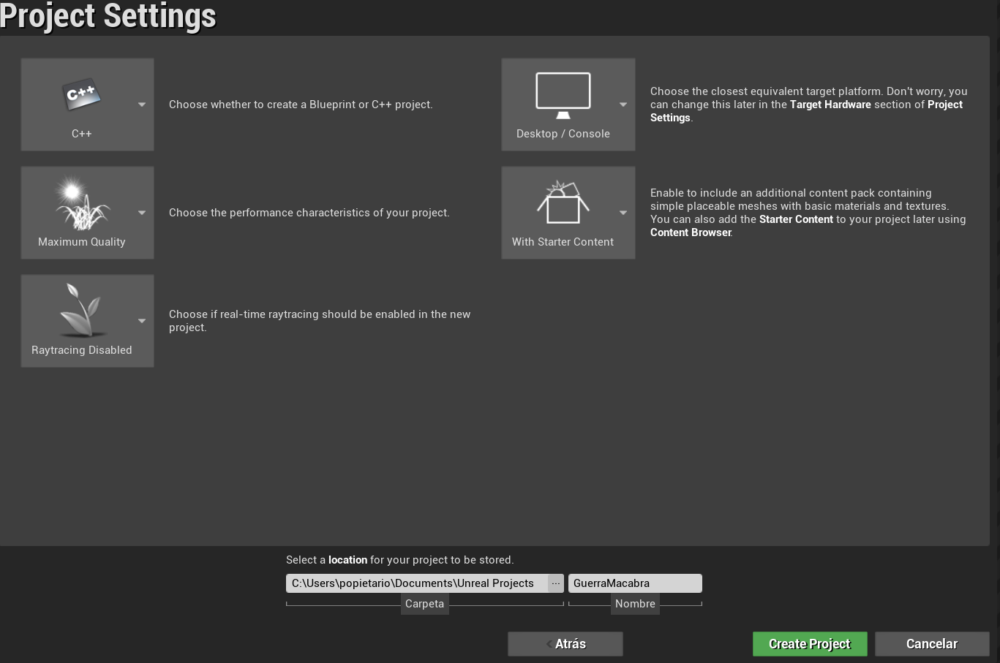 Project Settings
C++
C++
Choose whether to create a Blueprint or C++ project.
Desktop / Console
Choose the closest equivalent target platform. Don't worry, you
can change this later in the Target Hardware section of Project
Settings.
Maximum Quality
Choose the performance characteristics of your project.
With Starter Content
Enable to include an additional content pack containing
simple placeable meshes with basic materials and textures.
You can also add the Starter Content to your project later using
Content Browser.
Raytracing Disabled
Choose if real-time raytracing should be enabled in the new
project.
Select a location for your project to be stored.
C:\Users\popietario\Documents\Unreal Projects ... GuerraMacabra
Carpeta Nombre
Atrás Create Project Cancelar